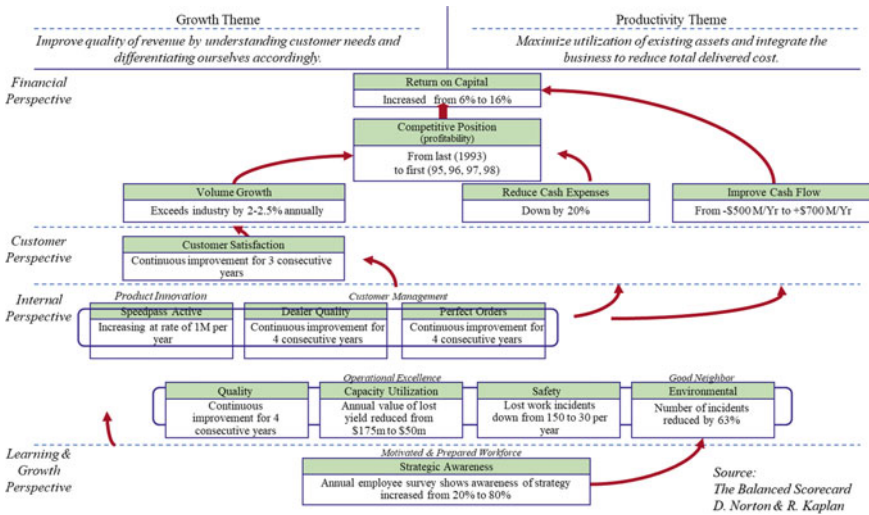 Growth Theme
Productivity Theme
Improve quality of revenue by understanding customer needs and
differentiating ourselves accordingly.
Maximize utilization of existing assets and integrate the
business to reduce total delivered cost.
Financial
Perspective
Return on Capital
Increased from 6% to 16%
Competitive Position
(profitability)
From last (1993)
to first (95, 96, 97, 98)
Volume Growth
Exceeds industry by 2-2.5% annually
Reduce Cash Expenses
Down by 20%
Improve Cash Flow
From -$500 M/Yr to +$700 M/Yr
Customer
Perspective
Customer Satisfaction
Continuous improvement for 3 consecutive
years
Internal
Perspective
Product Innovation
Customer Management
Speedpass Active
Increasing at rate of 1M per
year
Dealer Quality
Continuous improvement for
4 consecutive years
Perfect Orders
Continuous improvement for
4 consecutive years
Operational Excellence
Good Neighbor
Quality
Continuous
improvement for 4
consecutive years
Capacity Utilization
Annual value of lost
yield reduced from
$175m to $50m
Safety
Lost work incidents
down from 150 to 30 per
year
Environmental
Number of incidents
reduced by 63%
Learning &
Growth
Perspective
Motivated & Prepared Workforce
Strategic Awareness
Annual employee survey shows awareness of strategy
increased from 20% to 80%
Source:
The Balanced Scorecard
D. Norton & R. Kaplan